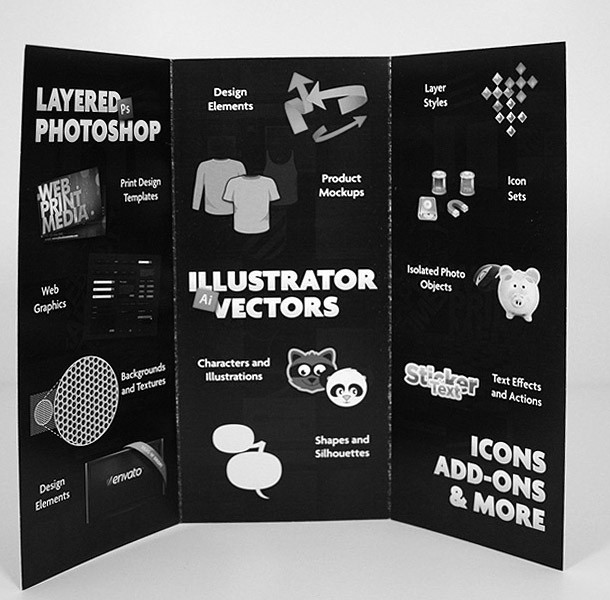 LAYERED
Ps
PHOTOSHOP
Print Design
Templates
WEB
PRINT
MEDIA
Web
Graphics
Backgrounds
and Textures
Design
Elements
envato
Design
Elements
Product
Mockups
ILLUSTRATOR
Ai
VECTORS
Characters and
Illustrations
Shapes and
Silhouettes
Layer
Styles
Icon
Sets
Isolated Photo
Objects
Sticker
Text
Text Effects
and Actions
ICONS
ADD-ONS
& MORE